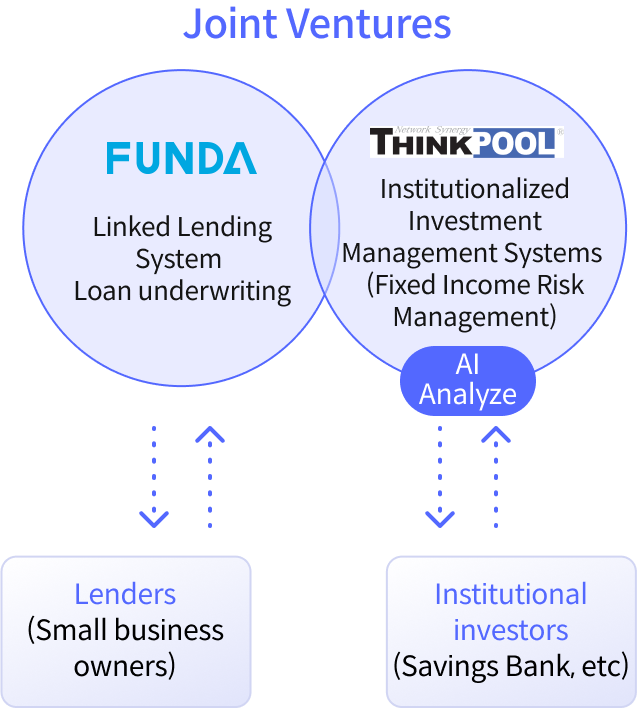 Joint Ventures
FUNDA
Linked Lending
System
Loan underwriting
Network Synergy
THINKPOOL®
Institutionalized
Investment
Management Systems
(Fixed Income Risk
Management)
AI
Analyze
Lenders
(Small business
owners)
Institutional
investors
(Savings Bank, etc)